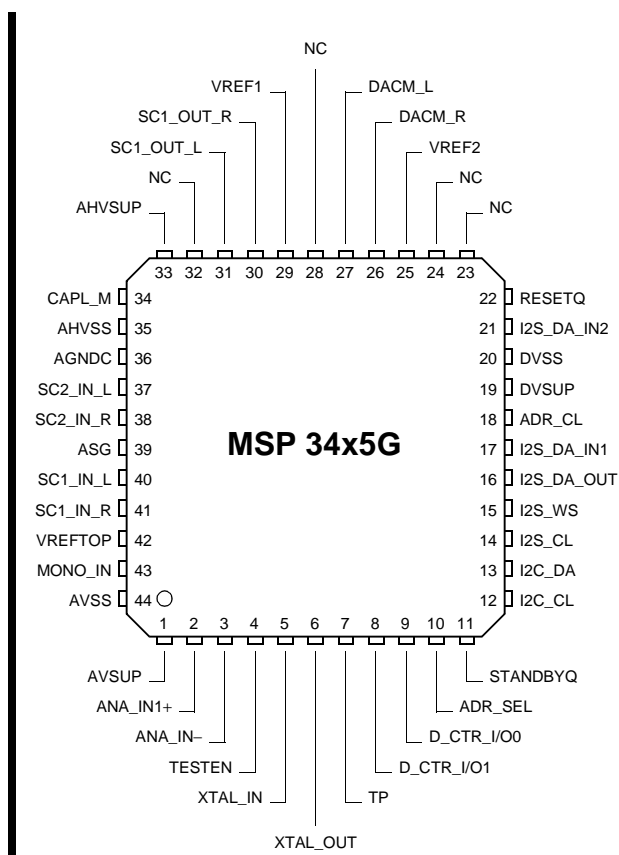 NC
VREF1 DACM_L
SC1_OUT_R DACM_R
SC1_OUT_L VREF2
NC NC
AHVSUP NC
33 32 31 30 29 28 27 26 25 24 23
CAPL_M 34 22 RESETQ
AHVSS 35 21 I2S_DA_IN2
AGNDC 36 20 DVSS
SC2_IN_L 37 19 DVSUP
SC2_IN_R 38 18 ADR_CL
MSP 34x5G
ASG 39 17 I2S_DA_IN1
SC1_IN_L 40 16 I2S_DA_OUT
SC1_IN_R 41 15 I2S_WS
VREFTOP 42 14 I2S_CL
MONO_IN 43 13 I2C_DA
AVSS 44 12 I2C_CL
1 2 3 4 5 6 7 8 9 10 11
AVSUP STANDBYQ
ANA_IN1+ ADR_SEL
ANA_IN− D_CTR_I/O0
TESTEN D_CTR_I/O1
XTAL_IN TP
XTAL_OUT